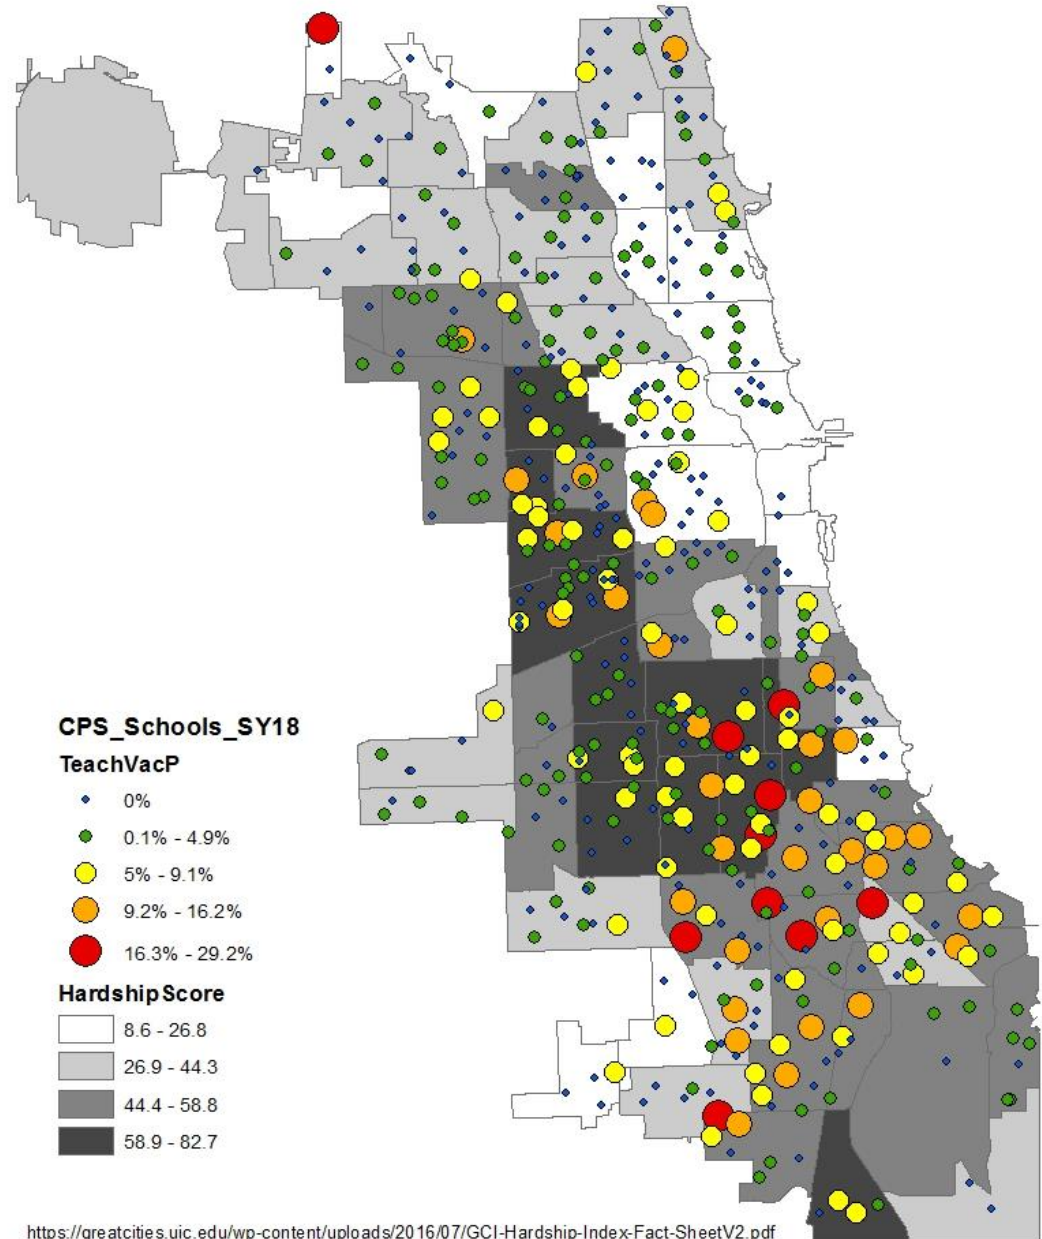 CPS_Schools_SY18
TeachVacP
0%
0.1% - 4.9%
5% - 9.1%
9.2% - 16.2%
16.3% - 29.2%
HardshipScore
8.6 - 26.8
26.9 - 44.3
44.4 - 58.8
58.9 - 82.7
https://greatcities.uic.edu/wp-content/uploads/2016/07/GCI-Hardship-Index-Fact-SheetV2.pdf